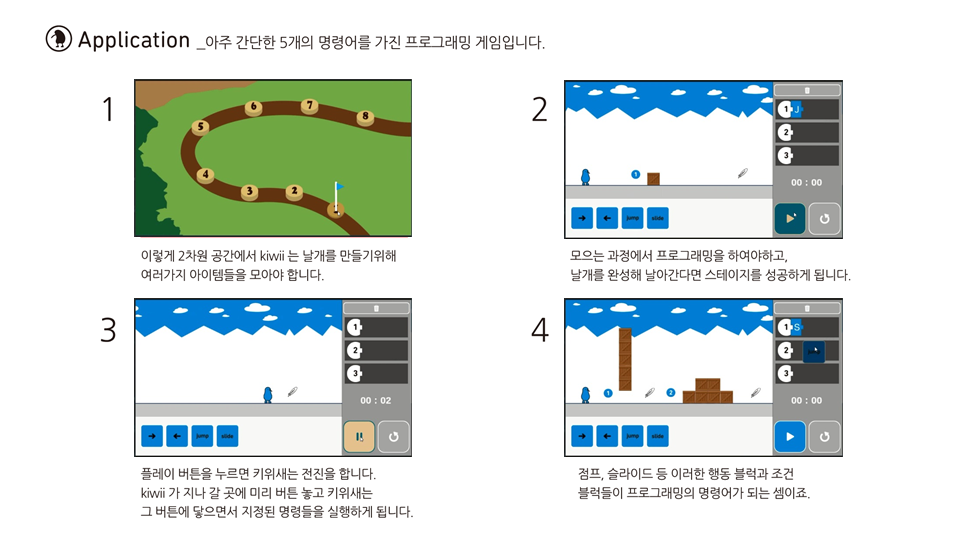 Application _아주 간단한 5개의 명령어를 가진 프로그래밍 게임입니다.
1
6
7
8
5
4
3
2
이렇게 2차원 공간에서 kiwii 는 날개를 만들기위해
여러가지 아이템들을 모아야 합니다.
2
1 J
2
3
1
00 : 00
jump
slide
모으는 과정에서 프로그래밍을 하여야하고,
날개를 완성해 날아간다면 스테이지를 성공하게 됩니다.
3
1
2
3
00 : 02
jump
slide
플레이 버튼을 누르면 키위새는 전진을 합니다.
kiwii 가 지나 갈 곳에 미리 버튼 놓고 키위새는
그 버튼에 닿으면서 지정된 명령들을 실행하게 됩니다.
4
1 S
2
3
1
2
00 : 00
jump
slide
점프, 슬라이드 등 이러한 행동 블럭과 조건
블럭들이 프로그래밍의 명령어가 되는 셈이죠.